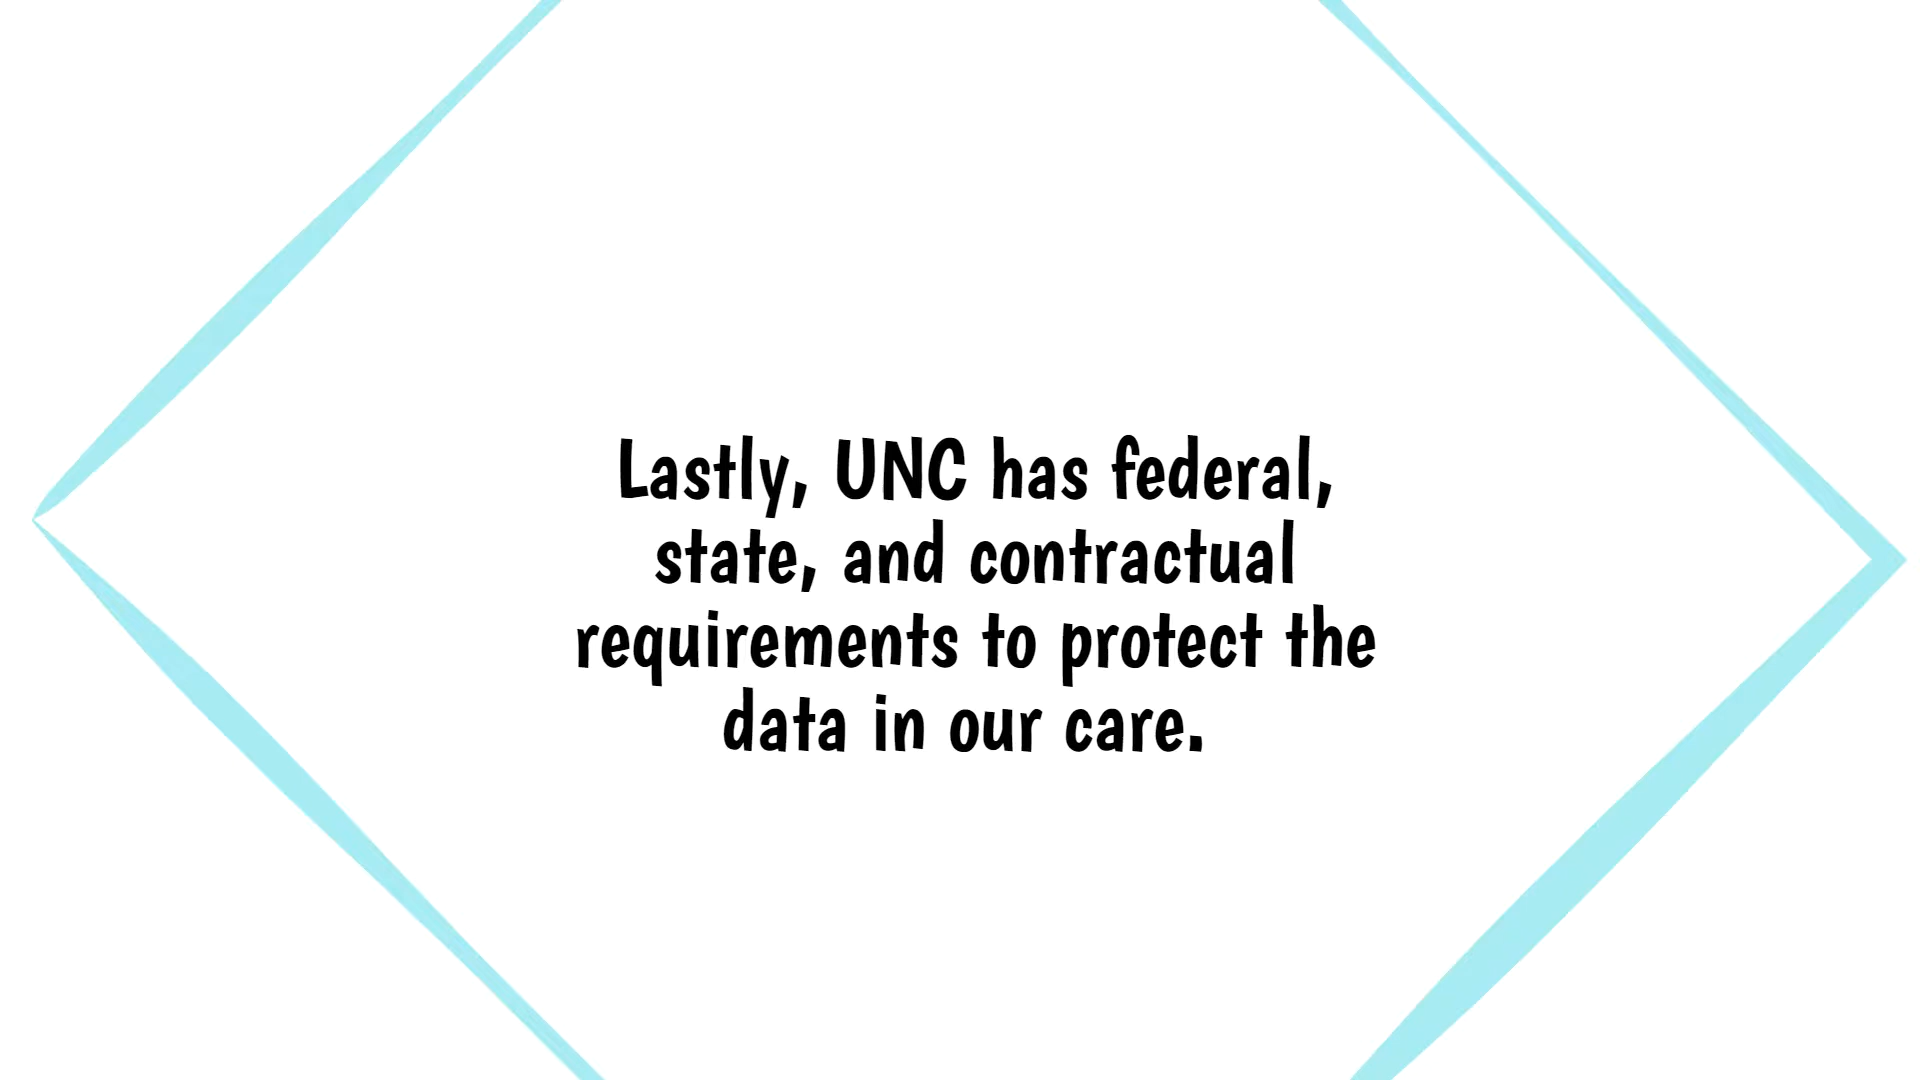 Lastly, UNC has federal,
state, and contractual
requirements to protect the
data in our care.